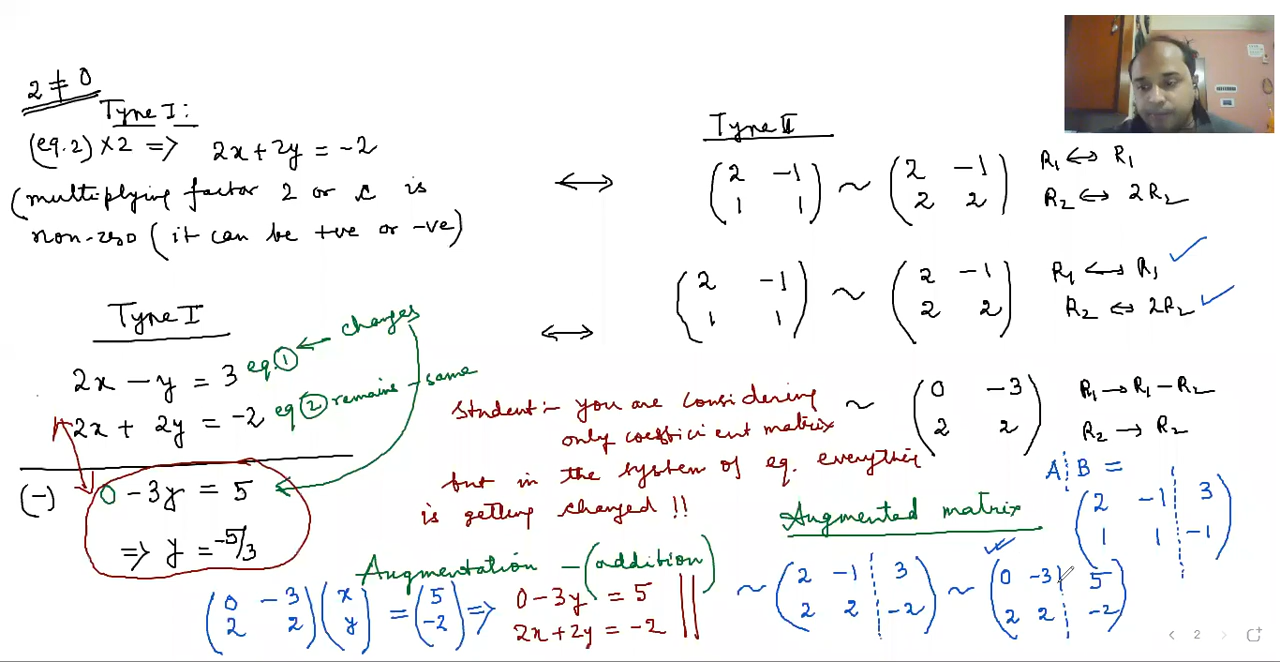 2 ≠ 0
Type I:
(eq.2) × 2 => 2x + 2y = -2
(multiplying factor 2 or c is
non-zero (it can be +ve or -ve)
Type II
(2 -1) ~ (2 -1) R₁ ↔ R₁
(1 1) (2 2) R₂ ↔ 2R₂
(2 -1) ~ (2 -1) R₁ ↔ R₁ ✓
(1 1) (2 2) R₂ ↔ 2R₂ ✓
Type I
2x - y = 3 eq.① ← changes
2x + 2y = -2 eq ② remains - same
(-) 0 - 3y = 5
=> y = -5/3
Student:- you are considering
only coefficient matrix
but in the system of eq. everything
is getting changed !!
~ (0 -3) R₁ → R₁ - R₂
(2 2) R₂ → R₂
Augmented matrix
A ¦ B =
(2 -1 ¦ 3)
(1 1 ¦ -1)
~ (2 -1 ¦ 3) ~ (0 -3 ¦ 5)
(2 2 ¦ -2) (2 2 ¦ -2)
Augmentation - (addition)
(0 -3) (x) = (5) => 0 - 3y = 5
(2 2) (y) (-2) 2x + 2y = -2
< 2 >